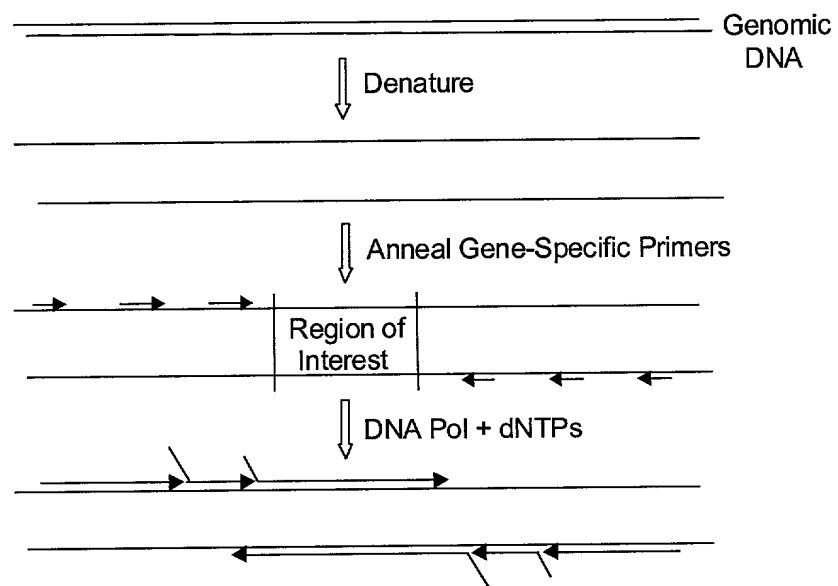 Genomic
DNA
Denature
Anneal Gene-Specific Primers
Region of
Interest
DNA Pol + dNTPs